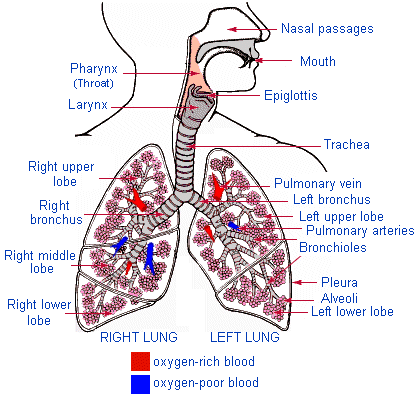 Nasal passages
Mouth
Pharynx
(Throat)
Epiglottis
Larynx
Trachea
Right upper
lobe
Pulmonary vein
Left bronchus
Right
bronchus
Left upper lobe
Pulmonary arteries
Bronchioles
Right middle
lobe
Pleura
Alveoli
Right lower
lobe
Left lower lobe
RIGHT LUNG
LEFT LUNG
oxygen-rich blood
oxygen-poor blood